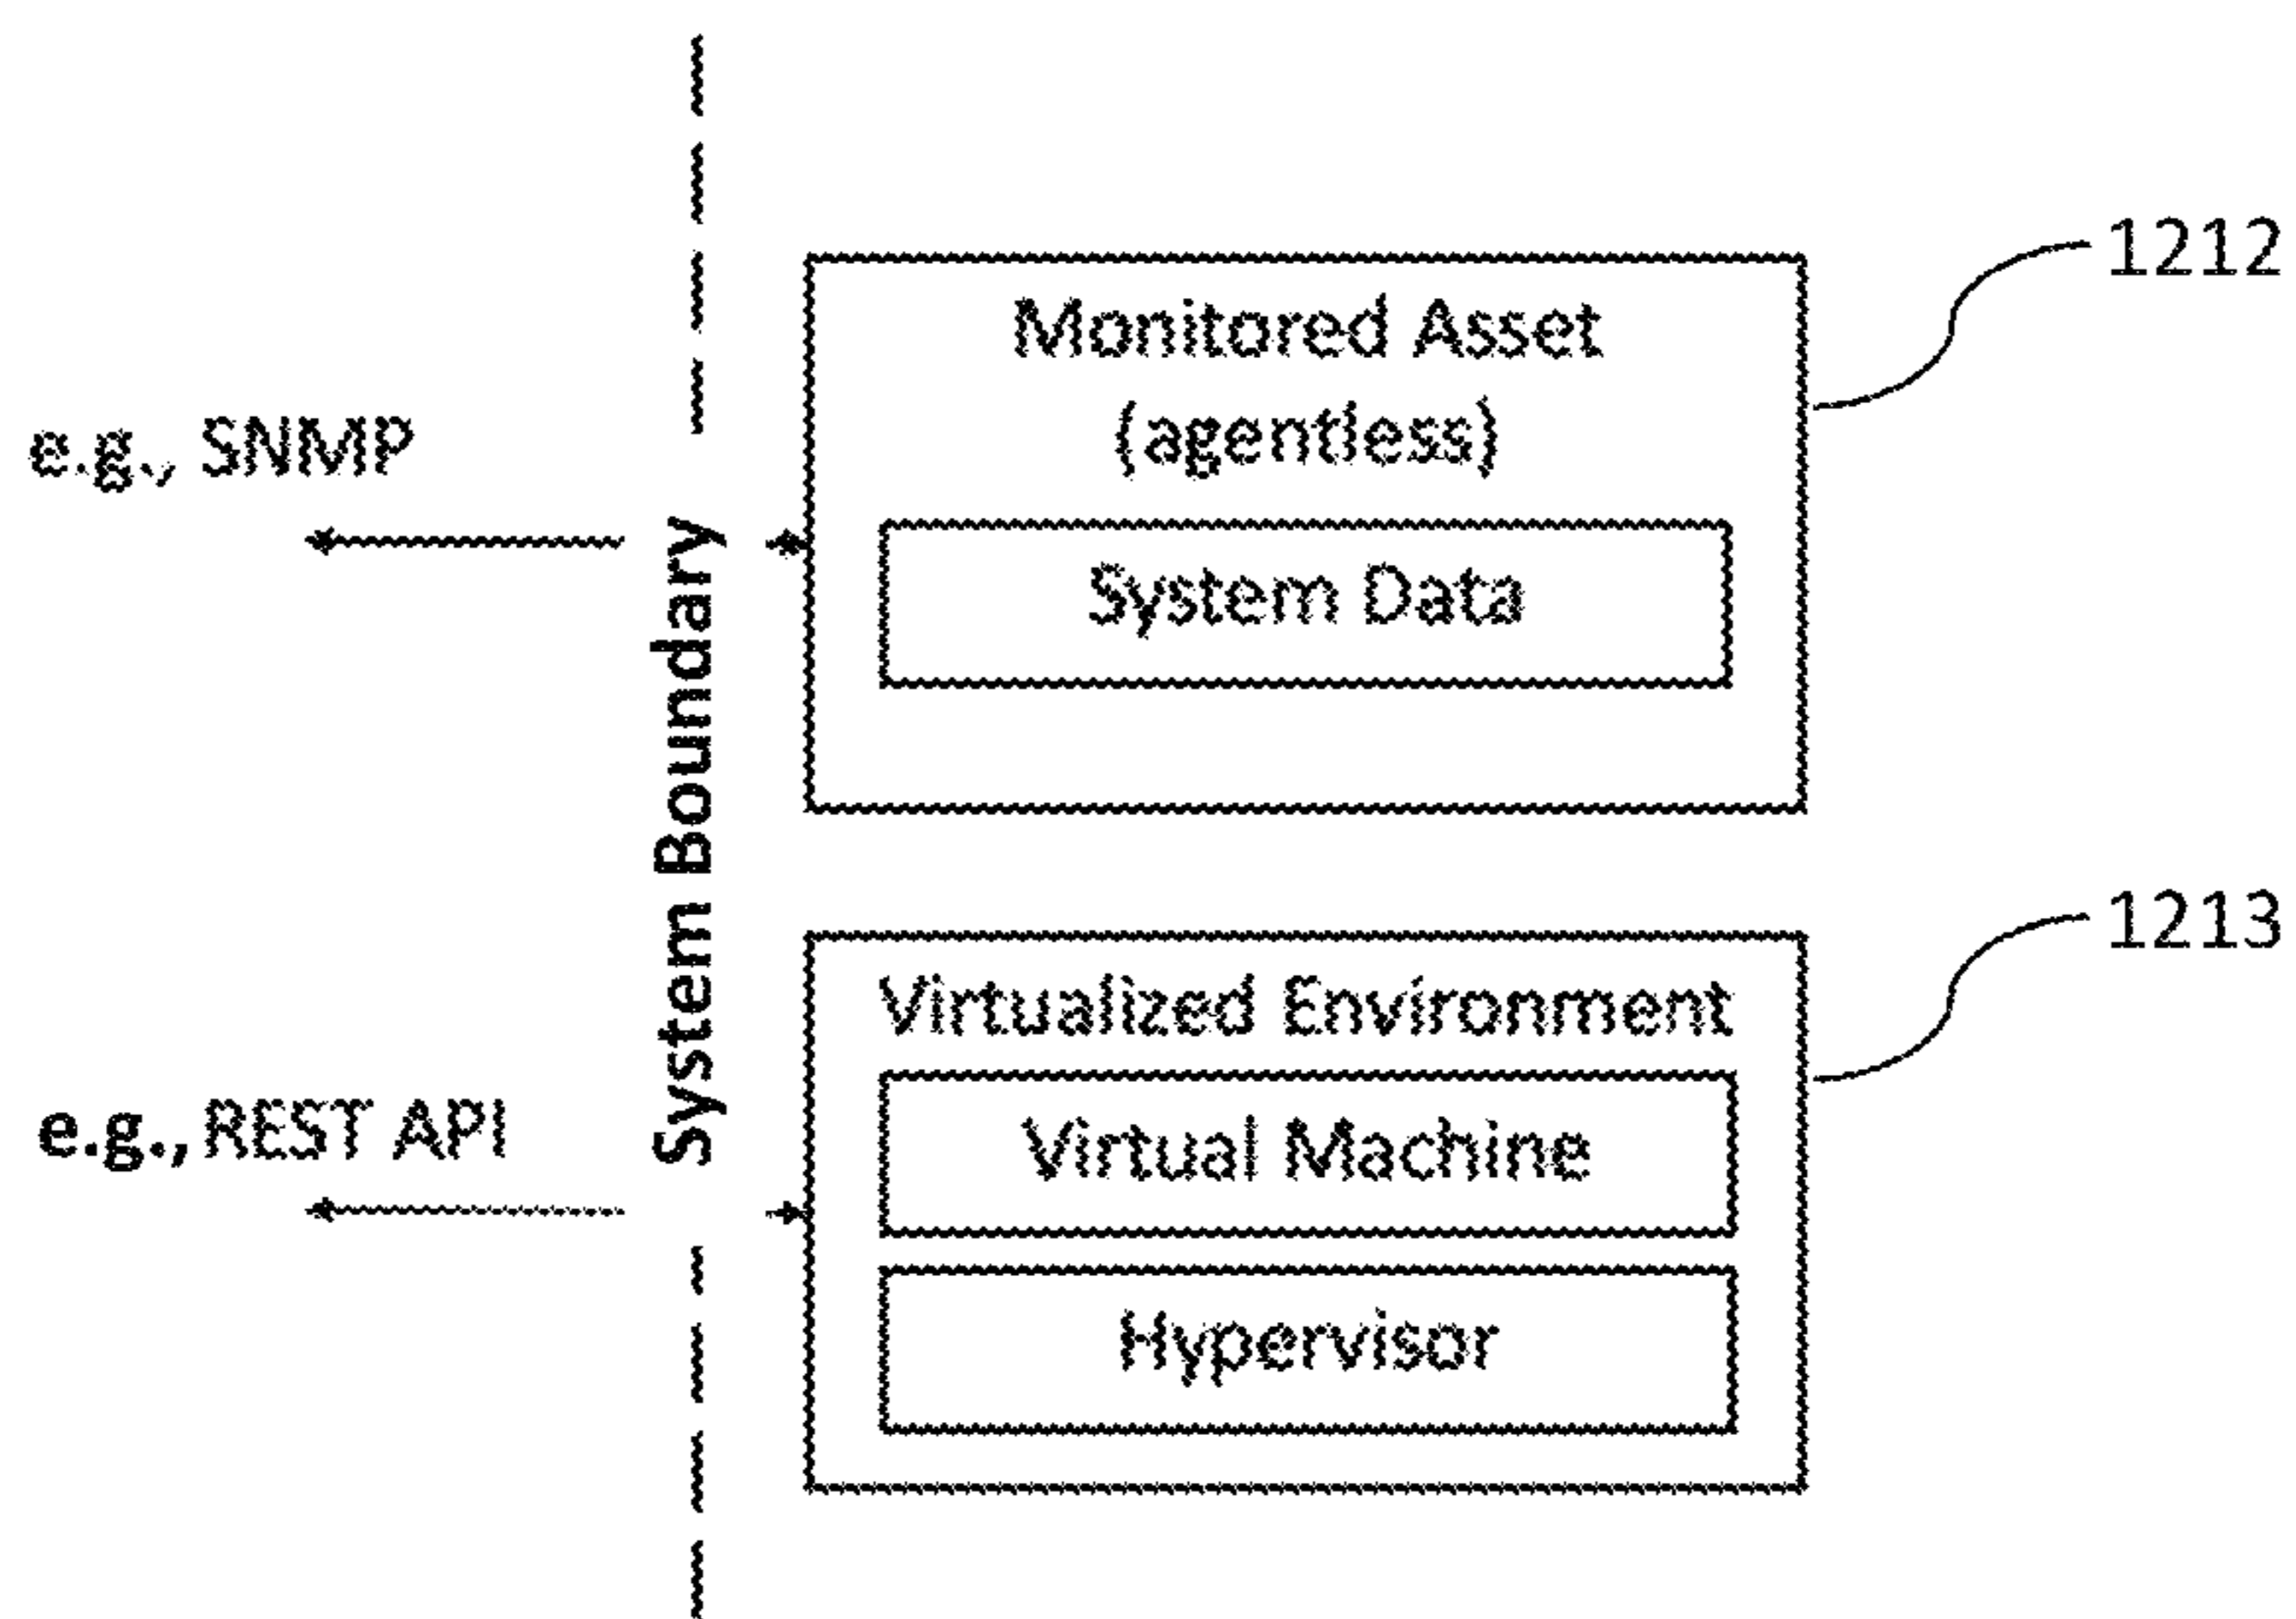 1212
Monitored Asset
(agentless)
e.g., SNMP
System Data
System Boundary
1213
Virtualized Environment
e.g., REST API
Virtual Machine
Hypervisor